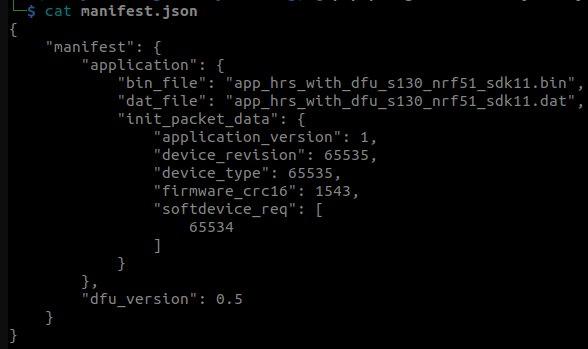 └─$ cat manifest.json
{
    "manifest": {
        "application": {
            "bin_file": "app_hrs_with_dfu_s130_nrf51_sdk11.bin",
            "dat_file": "app_hrs_with_dfu_s130_nrf51_sdk11.dat",
            "init_packet_data": {
                "application_version": 1,
                "device_revision": 65535,
                "device_type": 65535,
                "firmware_crc16": 1543,
                "softdevice_req": [
                    65534
                ]
            }
        },
        "dfu_version": 0.5
    }
}